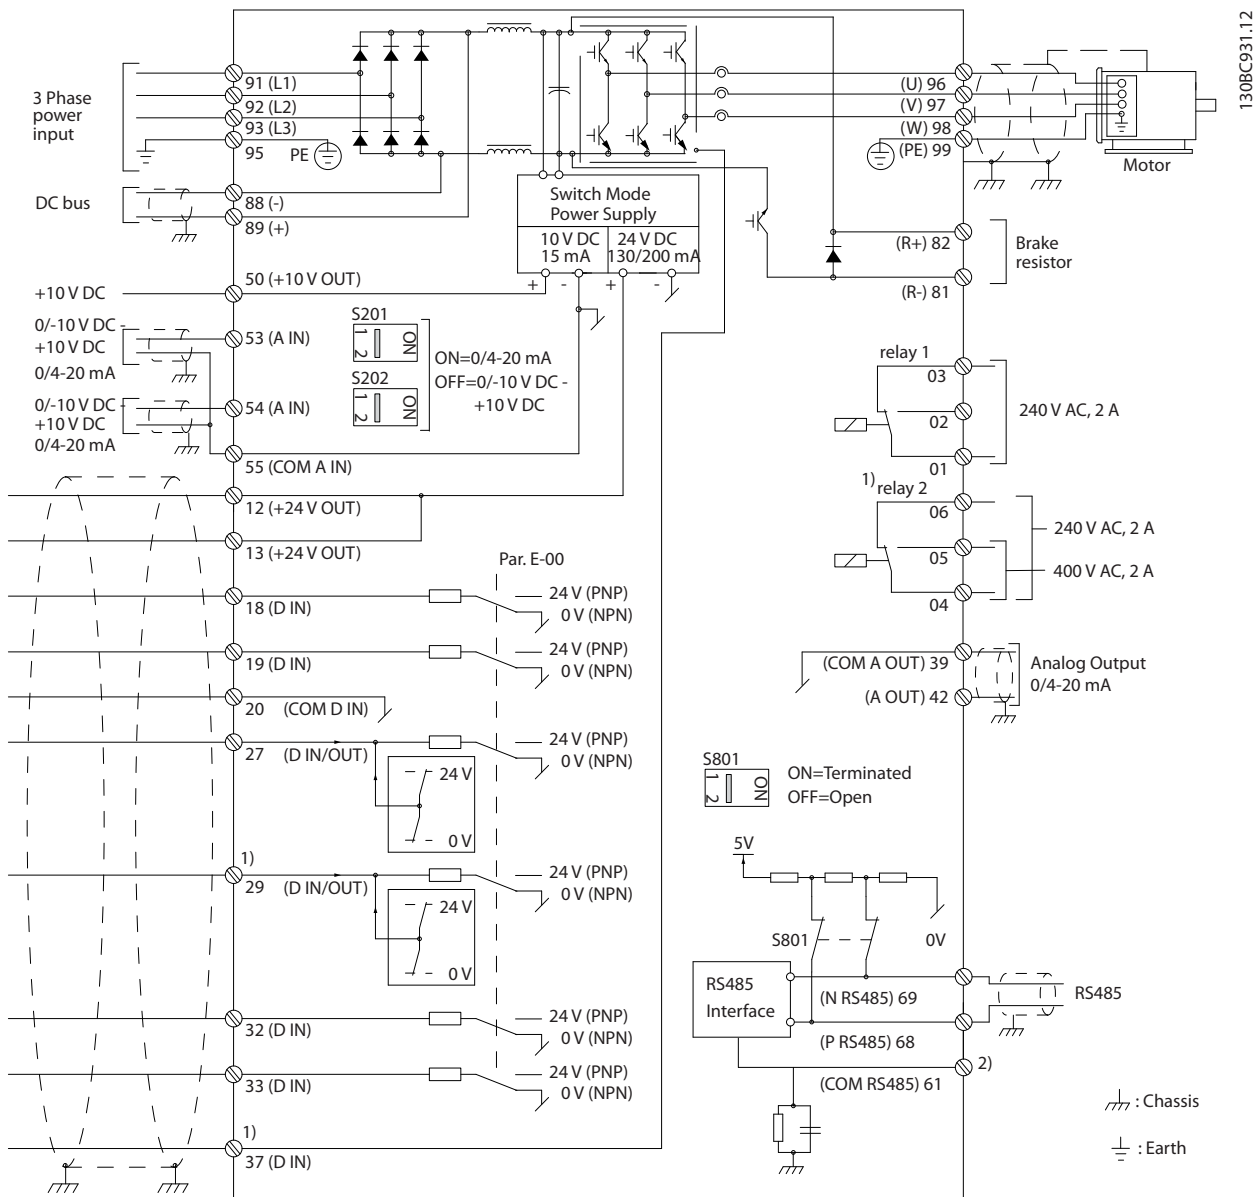 130BC931.12
3 Phase
power
input
91 (L1)
92 (L2)
93 (L3)
95
PE
DC bus
88 (-)
89 (+)
+10 V DC
50 (+10 V OUT)
0/-10 V DC -
+10 V DC
0/4-20 mA
53 (A IN)
0/-10 V DC -
+10 V DC
0/4-20 mA
54 (A IN)
55 (COM A IN)
12 (+24 V OUT)
13 (+24 V OUT)
18 (D IN)
19 (D IN)
20 (COM D IN)
27 (D IN/OUT)
24 V
0 V
1)
29 (D IN/OUT)
24 V
0 V
32 (D IN)
33 (D IN)
1)
37 (D IN)
S201
1
2
ON
S202
1
2
ON
ON=0/4-20 mA
OFF=0/-10 V DC -
+10 V DC
Switch Mode
Power Supply
10 V DC
15 mA
24 V DC
130/200 mA
+ - + -
Par. E-00
24 V (PNP)
0 V (NPN)
24 V (PNP)
0 V (NPN)
24 V (PNP)
0 V (NPN)
24 V (PNP)
0 V (NPN)
24 V (PNP)
0 V (NPN)
24 V (PNP)
0 V (NPN)
(U) 96
(V) 97
(W) 98
(PE) 99
Motor
(R+) 82
Brake
resistor
(R-) 81
relay 1
03
02
01
240 V AC, 2 A
1)
relay 2
06
05
04
240 V AC, 2 A
400 V AC, 2 A
(COM A OUT) 39
(A OUT) 42
Analog Output
0/4-20 mA
S801
1
2
ON
ON=Terminated
OFF=Open
5V
S801
0V
RS485
Interface
(N RS485) 69
RS485
(P RS485) 68
(COM RS485) 61
2)
: Chassis
: Earth